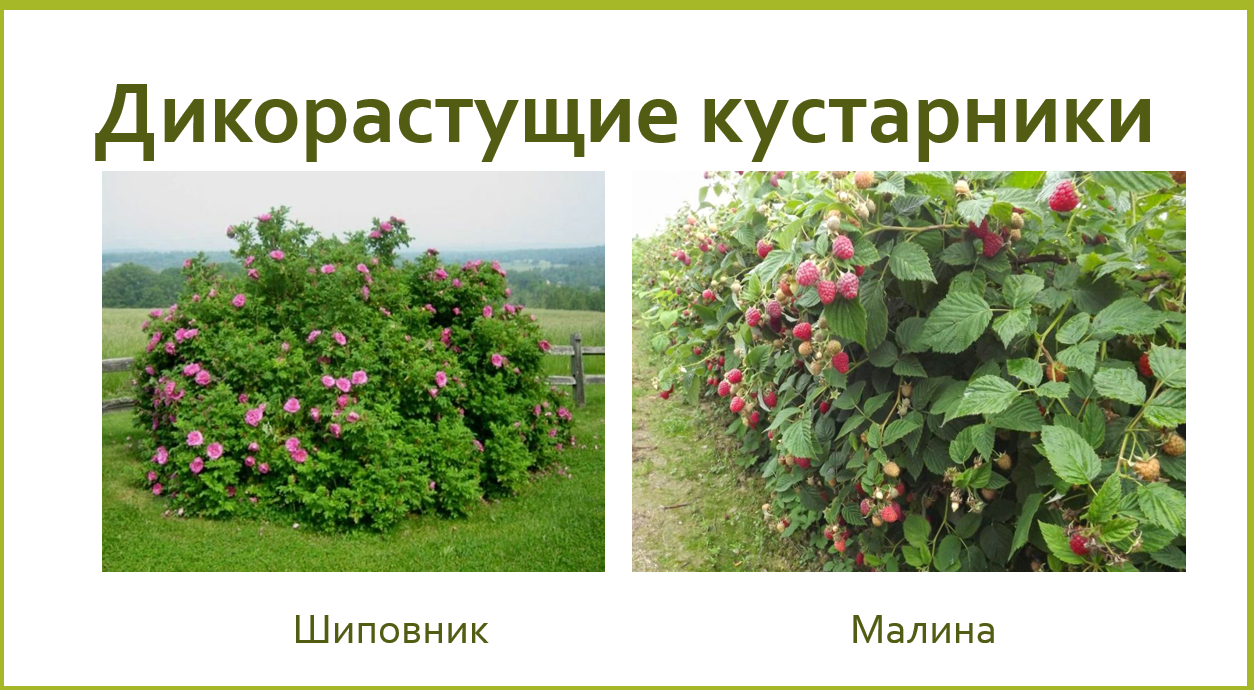 Дикорастущие кустарники
Шиповник
Малина